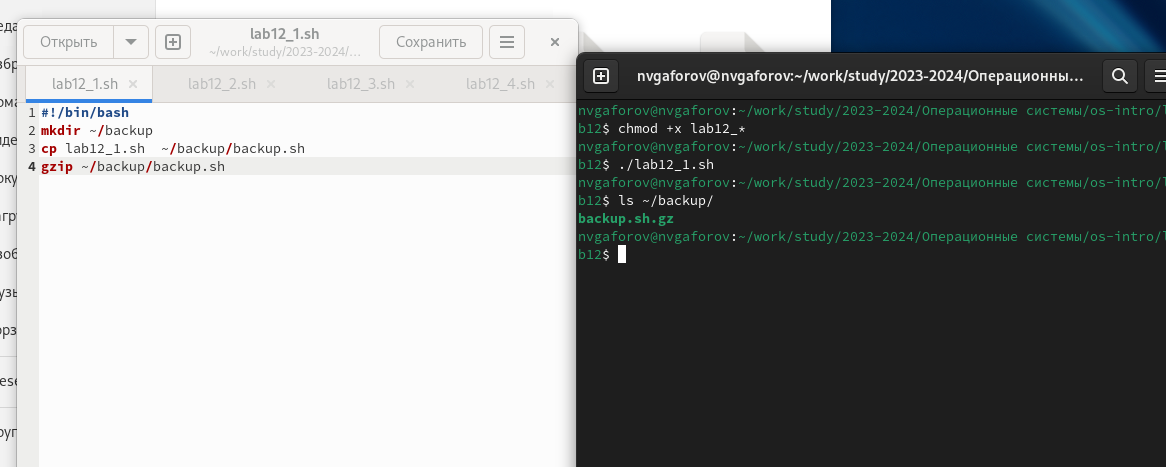 Открыть
lab12_1.sh
~/work/study/2023-2024/…
Сохранить
lab12_1.sh
lab12_2.sh
lab12_3.sh
lab12_4.sh
1 #!/bin/bash
2 mkdir ~/backup
3 cp lab12_1.sh  ~/backup/backup.sh
4 gzip ~/backup/backup.sh
nvgaforov@nvgaforov:~/work/study/2023-2024/Операционны…
nvgaforov@nvgaforov:~/work/study/2023-2024/Операционные системы/os-intro/l
b12$ chmod +x lab12_*
nvgaforov@nvgaforov:~/work/study/2023-2024/Операционные системы/os-intro/l
b12$ ./lab12_1.sh
nvgaforov@nvgaforov:~/work/study/2023-2024/Операционные системы/os-intro/l
b12$ ls ~/backup/
backup.sh.gz
nvgaforov@nvgaforov:~/work/study/2023-2024/Операционные системы/os-intro/l
b12$